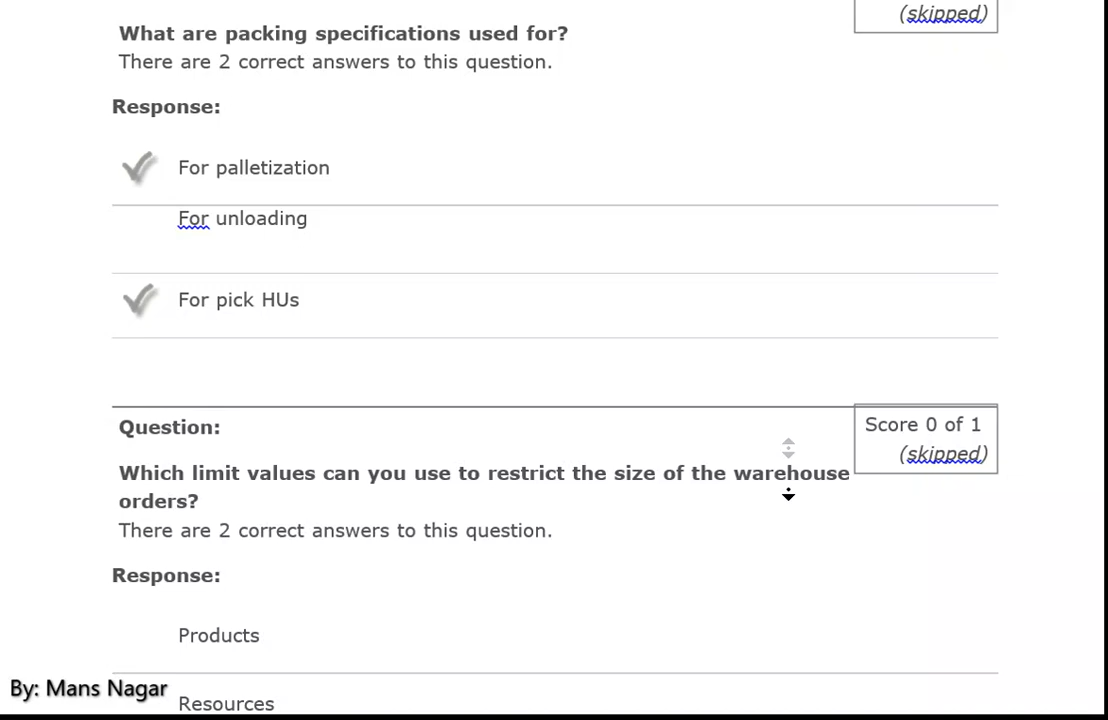 (skipped)
What are packing specifications used for?
There are 2 correct answers to this question.
Response:
For palletization
For unloading
For pick HUs
Question:
Score 0 of 1
(skipped)
Which limit values can you use to restrict the size of the warehouse
orders?
There are 2 correct answers to this question.
Response:
Products
By: Mans Nagar
Resources